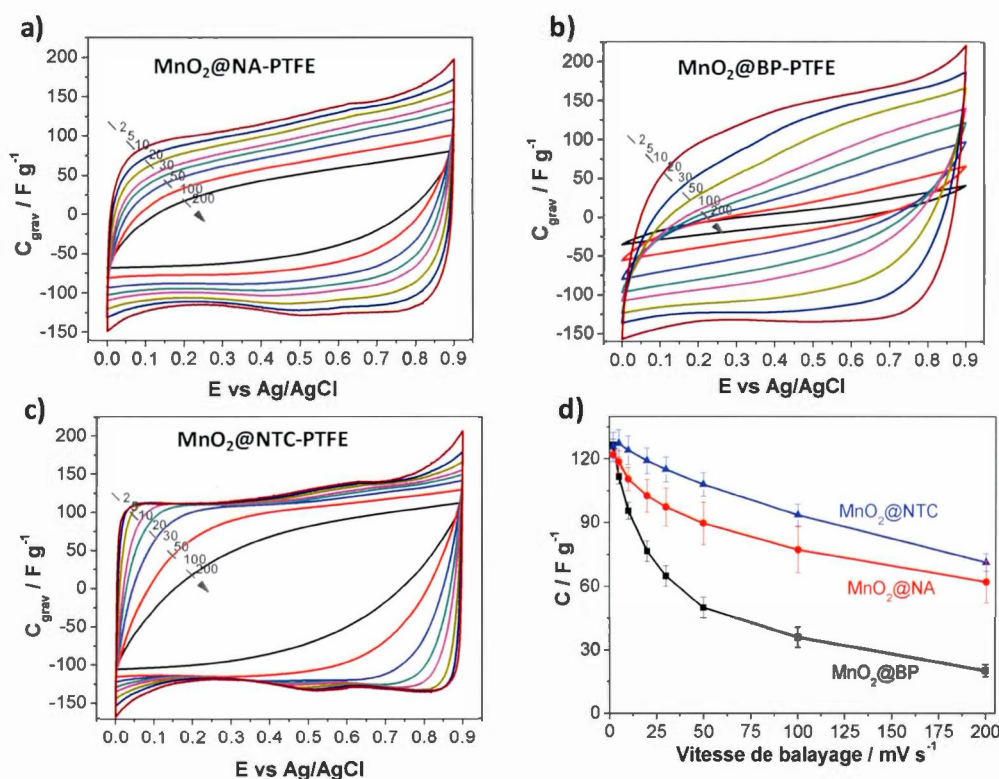 a)
MnO₂@NA-PTFE
200
150
100
50
0
-50
-100
-150
C_grav / F g⁻¹
2
5
10
20
30
50
100
200
0.0 0.1 0.2 0.3 0.4 0.5 0.6 0.7 0.8 0.9
E vs Ag/AgCl
b)
MnO₂@BP-PTFE
200
150
100
50
0
-50
-100
-150
C_grav / F g⁻¹
2
5
10
20
30
50
100
200
0.0 0.1 0.2 0.3 0.4 0.5 0.6 0.7 0.8 0.9
E vs Ag/AgCl
c)
MnO₂@NTC-PTFE
200
150
100
50
0
-50
-100
-150
C_grav / F g⁻¹
2
5
10
20
30
50
100
200
0.0 0.1 0.2 0.3 0.4 0.5 0.6 0.7 0.8 0.9
E vs Ag/AgCl
d)
120
90
60
30
0
C / F g⁻¹
MnO₂@NTC
MnO₂@NA
MnO₂@BP
0 25 50 75 100 125 150 175 200
Vitesse de balayage / mV s⁻¹